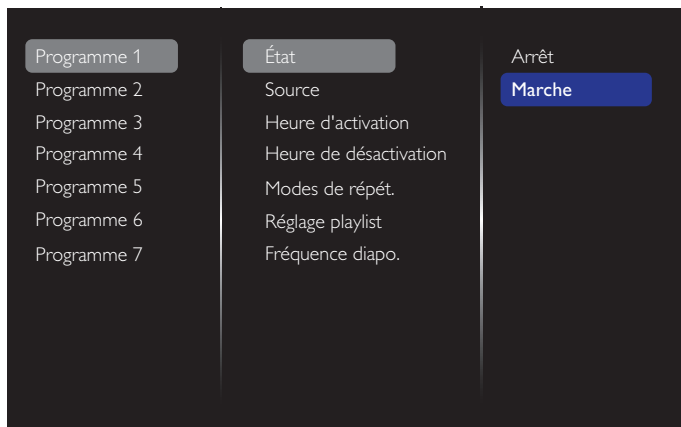 Programme 1
Programme 2
Programme 3
Programme 4
Programme 5
Programme 6
Programme 7
État
Source
Heure d'activation
Heure de désactivation
Modes de répét.
Réglage playlist
Fréquence diapo.
Arrêt
Marche